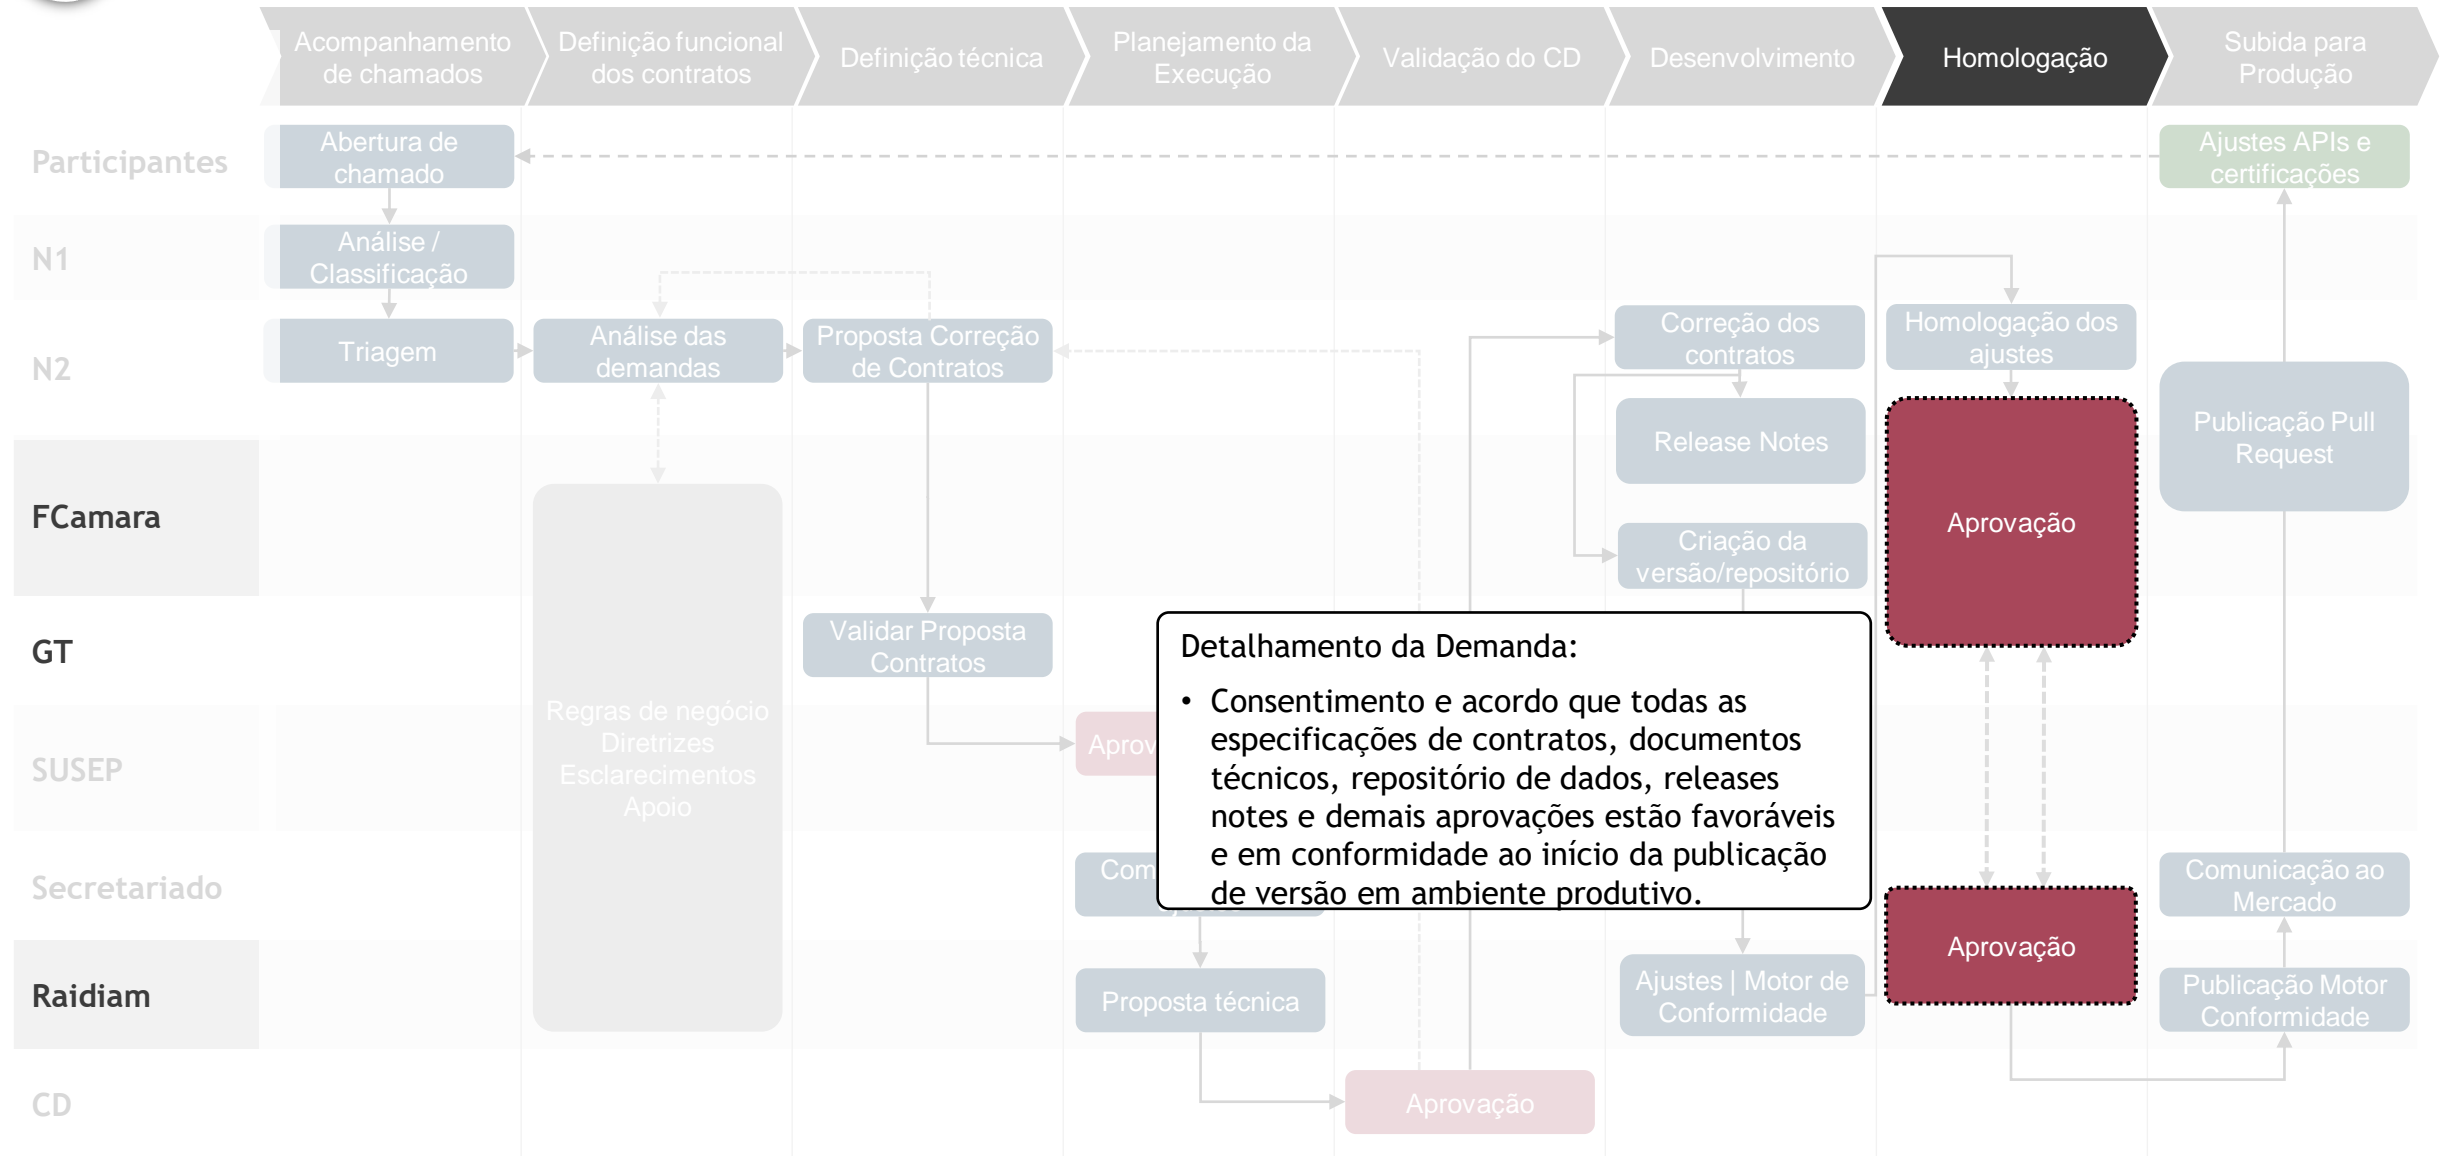 Acompanhamento
de chamados
Definição funcional
dos contratos
Definição técnica
Planejamento da
Execução
Validação do CD
Desenvolvimento
Homologação
Subida para
Produção
Participantes
Abertura de
chamado
Ajustes APIs e
certificações
N1
Análise /
Classificação
N2
Triagem
Análise das
demandas
Proposta Correção
de Contratos
Correção dos
contratos
Homologação dos
ajustes
Release Notes
Publicação Pull
Request
FCamara
Aprovação
Criação da
versão/repositório
GT
Validar Proposta
Contratos
Detalhamento da Demanda:
• Consentimento e acordo que todas as
especificações de contratos, documentos
técnicos, repositório de dados, releases
notes e demais aprovações estão favoráveis
e em conformidade ao início da publicação
de versão em ambiente produtivo.
Regras de negócio
Diretrizes
Esclarecimentos
Apoio
SUSEP
Aprov
Secretariado
Com
Comunicação ao
Mercado
Raidiam
Proposta técnica
Ajustes | Motor de
Conformidade
Aprovação
Publicação Motor
Conformidade
CD
Aprovação